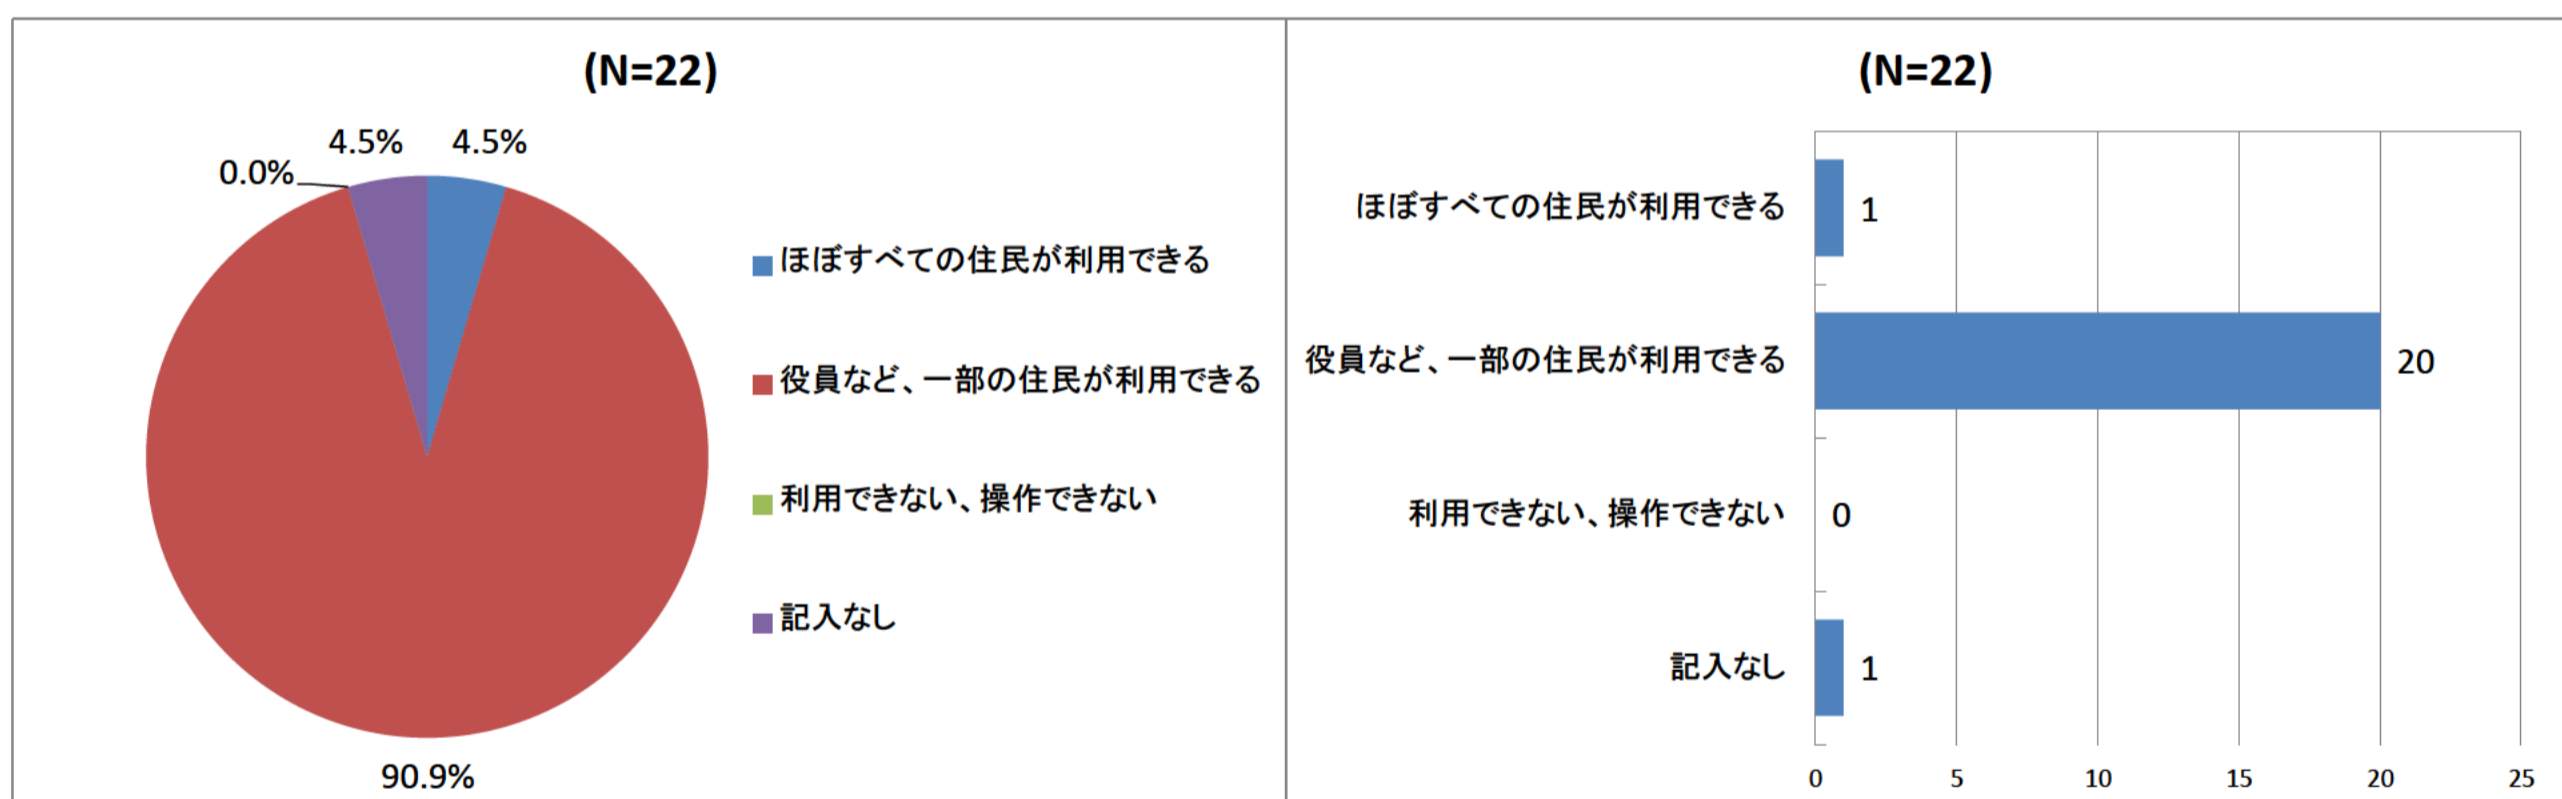 (N=22)
4.5%
4.5%
0.0%
90.9%
ほぼすべての住民が利用できる
役員など、一部の住民が利用できる
利用できない、操作できない
記入なし
(N=22)
ほぼすべての住民が利用できる
1
役員など、一部の住民が利用できる
20
利用できない、操作できない
0
記入なし
1
0 5 10 15 20 25